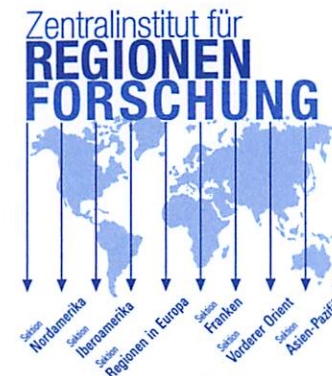 Zentralinstitut für
REGIONEN
FORSCHUNG
Sektion
Nordamerika
Sektion
Iberoamerika
Sektion
Regionen in Europa
Sektion
Franken
Sektion
Vorderer Orient
Sektion